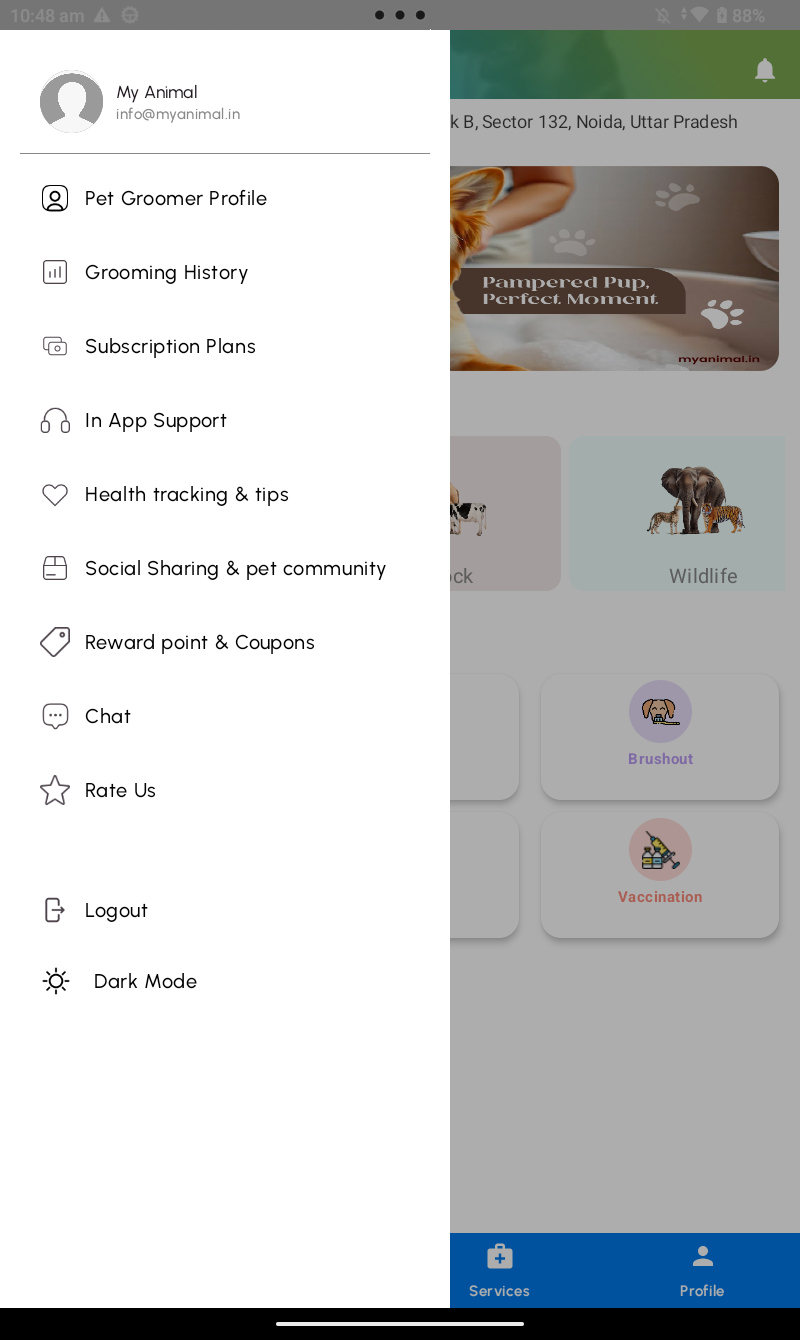 10:48 am
88%
My Animal
info@myanimal.in
k B, Sector 132, Noida, Uttar Pradesh
Pet Groomer Profile
Grooming History
Subscription Plans
In App Support
Health tracking & tips
Social Sharing & pet community
Reward point & Coupons
Chat
Rate Us
Logout
Dark Mode
Pampered Pup,
Perfect Moment
myanimal.in
ock
Wildlife
Brushout
Vaccination
Services
Profile